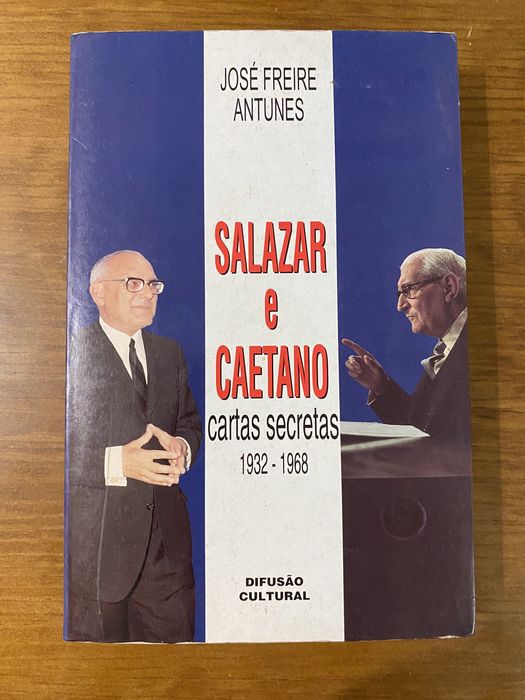 JOSÉ FREIRE
ANTUNES
SALAZAR
e
CAETANO
cartas secretas
1932 - 1968
DIFUSÃO
CULTURAL